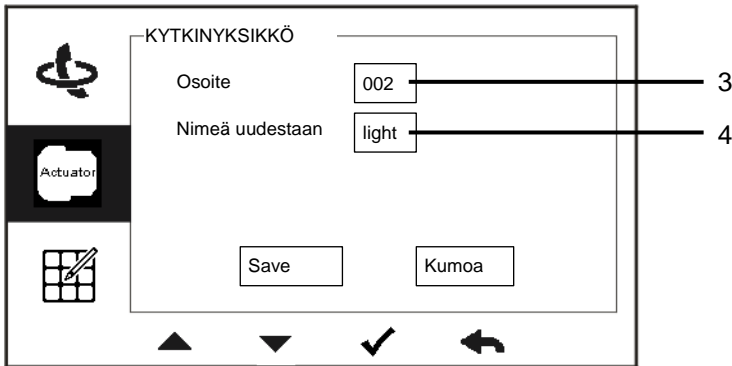 KYTKINYKSIKKÖ
Osoite 002 3
Nimeä uudestaan light 4
Actuator
Save Kumoa